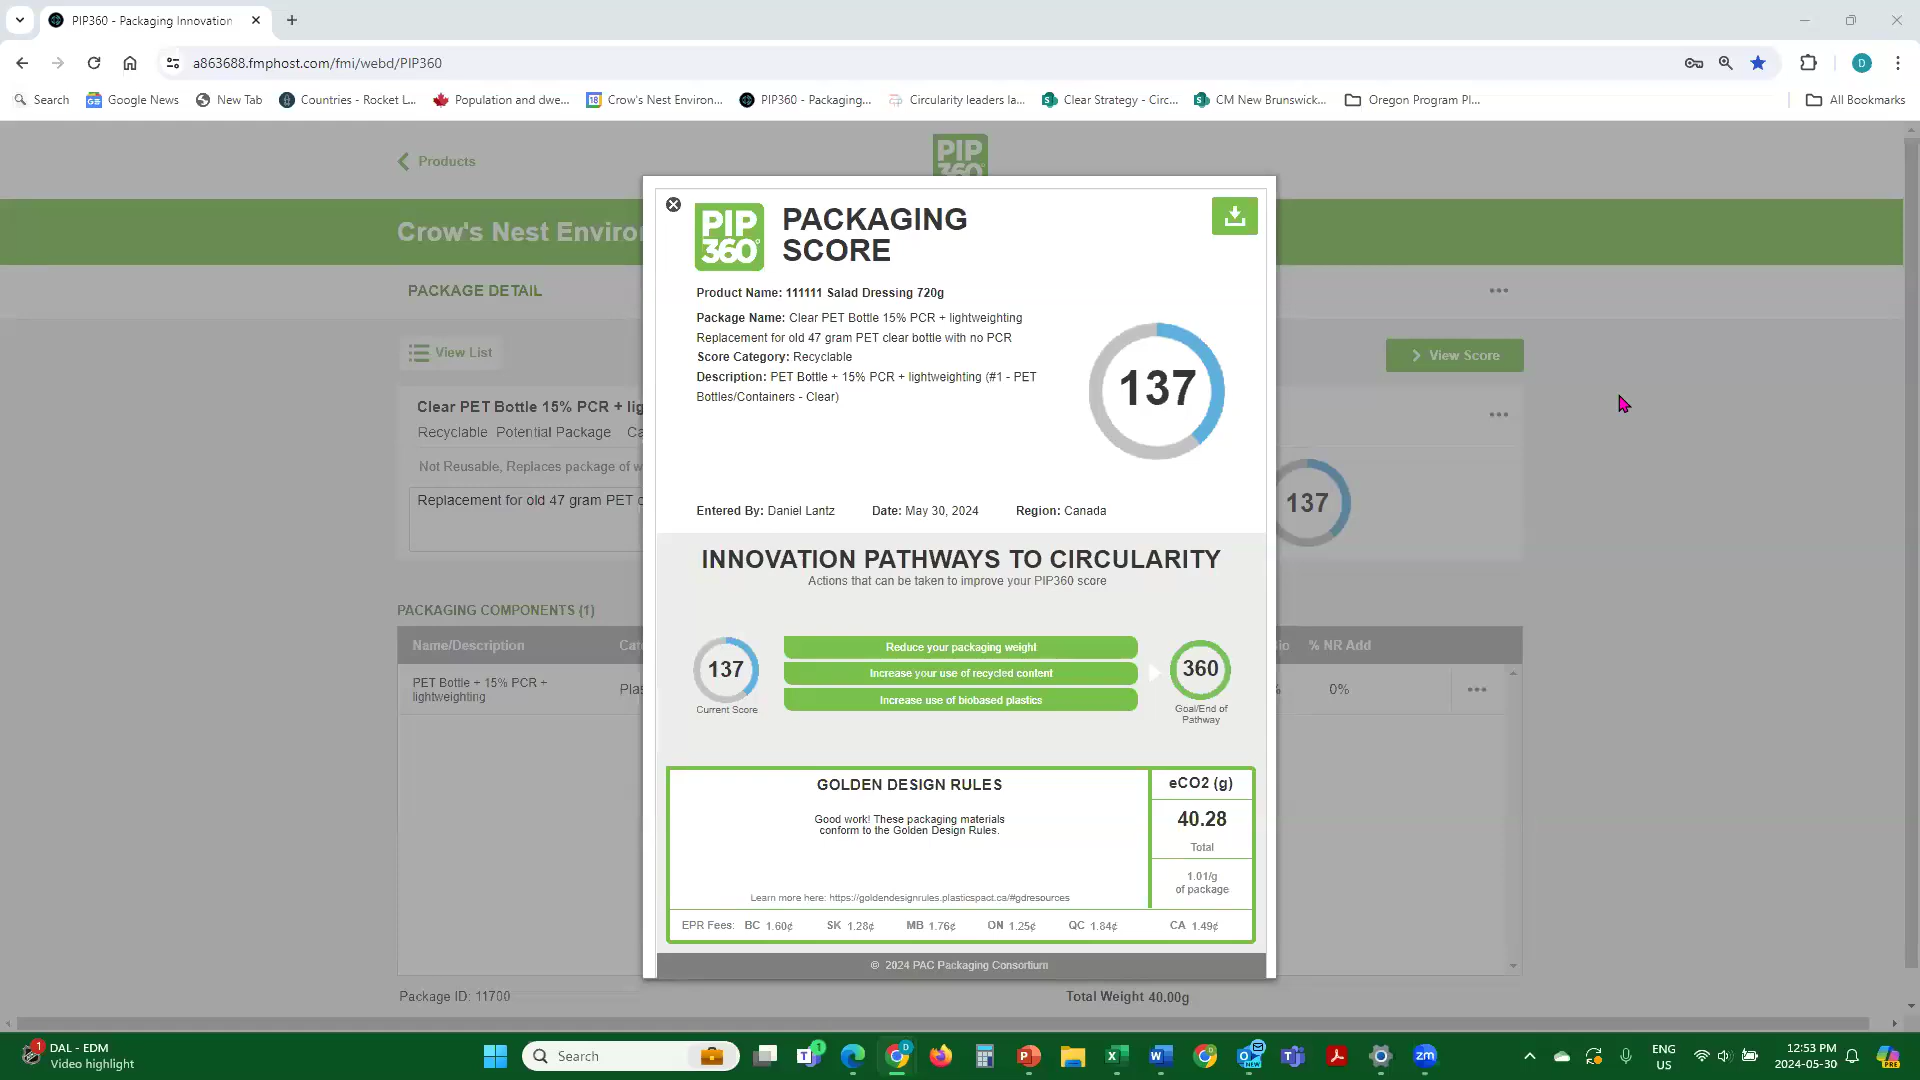 PIP360 - Packaging Innovation
a863688.fmphost.com/fmi/webd/PIP360
D
Search
Google News
New Tab
Countries - Rocket L...
Population and dwe...
18
Crow's Nest Environ...
PIP360 - Packaging...
Circularity leaders la...
Clear Strategy - Circ...
CM New Brunswick...
Oregon Program Pl...
All Bookmarks
Products
PIP
360
Crow's Nest Enviro
PACKAGE DETAIL
View List
View Score
Clear PET Bottle 15% PCR + lig
Recyclable Potential Package Ca
Not Reusable, Replaces package of w
Replacement for old 47 gram PET c
137
PACKAGING COMPONENTS (1)
Name/Description
Cate
io
% NR Add
PET Bottle + 15% PCR +
lightweighting
Plas
%
0%
Package ID: 11700
Total Weight 40.00g
PIP
360°
PACKAGING
SCORE
Product Name: 111111 Salad Dressing 720g
Package Name: Clear PET Bottle 15% PCR + lightweighting
Replacement for old 47 gram PET clear bottle with no PCR
Score Category: Recyclable
Description: PET Bottle + 15% PCR + lightweighting (#1 - PET
Bottles/Containers - Clear)
137
Entered By: Daniel Lantz Date: May 30, 2024 Region: Canada
INNOVATION PATHWAYS TO CIRCULARITY
Actions that can be taken to improve your PIP360 score
137
Current Score
Reduce your packaging weight
Increase your use of recycled content
Increase use of biobased plastics
360
Goal/End of
Pathway
GOLDEN DESIGN RULES
Good work! These packaging materials
conform to the Golden Design Rules.
Learn more here: https://goldendesignrules.plasticspact.ca/#gdresources
eCO2 (g)
40.28
Total
1.01/g
of package
EPR Fees: BC 1.60¢ SK 1.28¢ MB 1.76¢ ON 1.25¢ QC 1.84¢ CA 1.49¢
© 2024 PAC Packaging Consortium
1
DAL - EDM
Video highlight
Search
1
D
zm
ENG
US
12:53 PM
2024-05-30
PRE